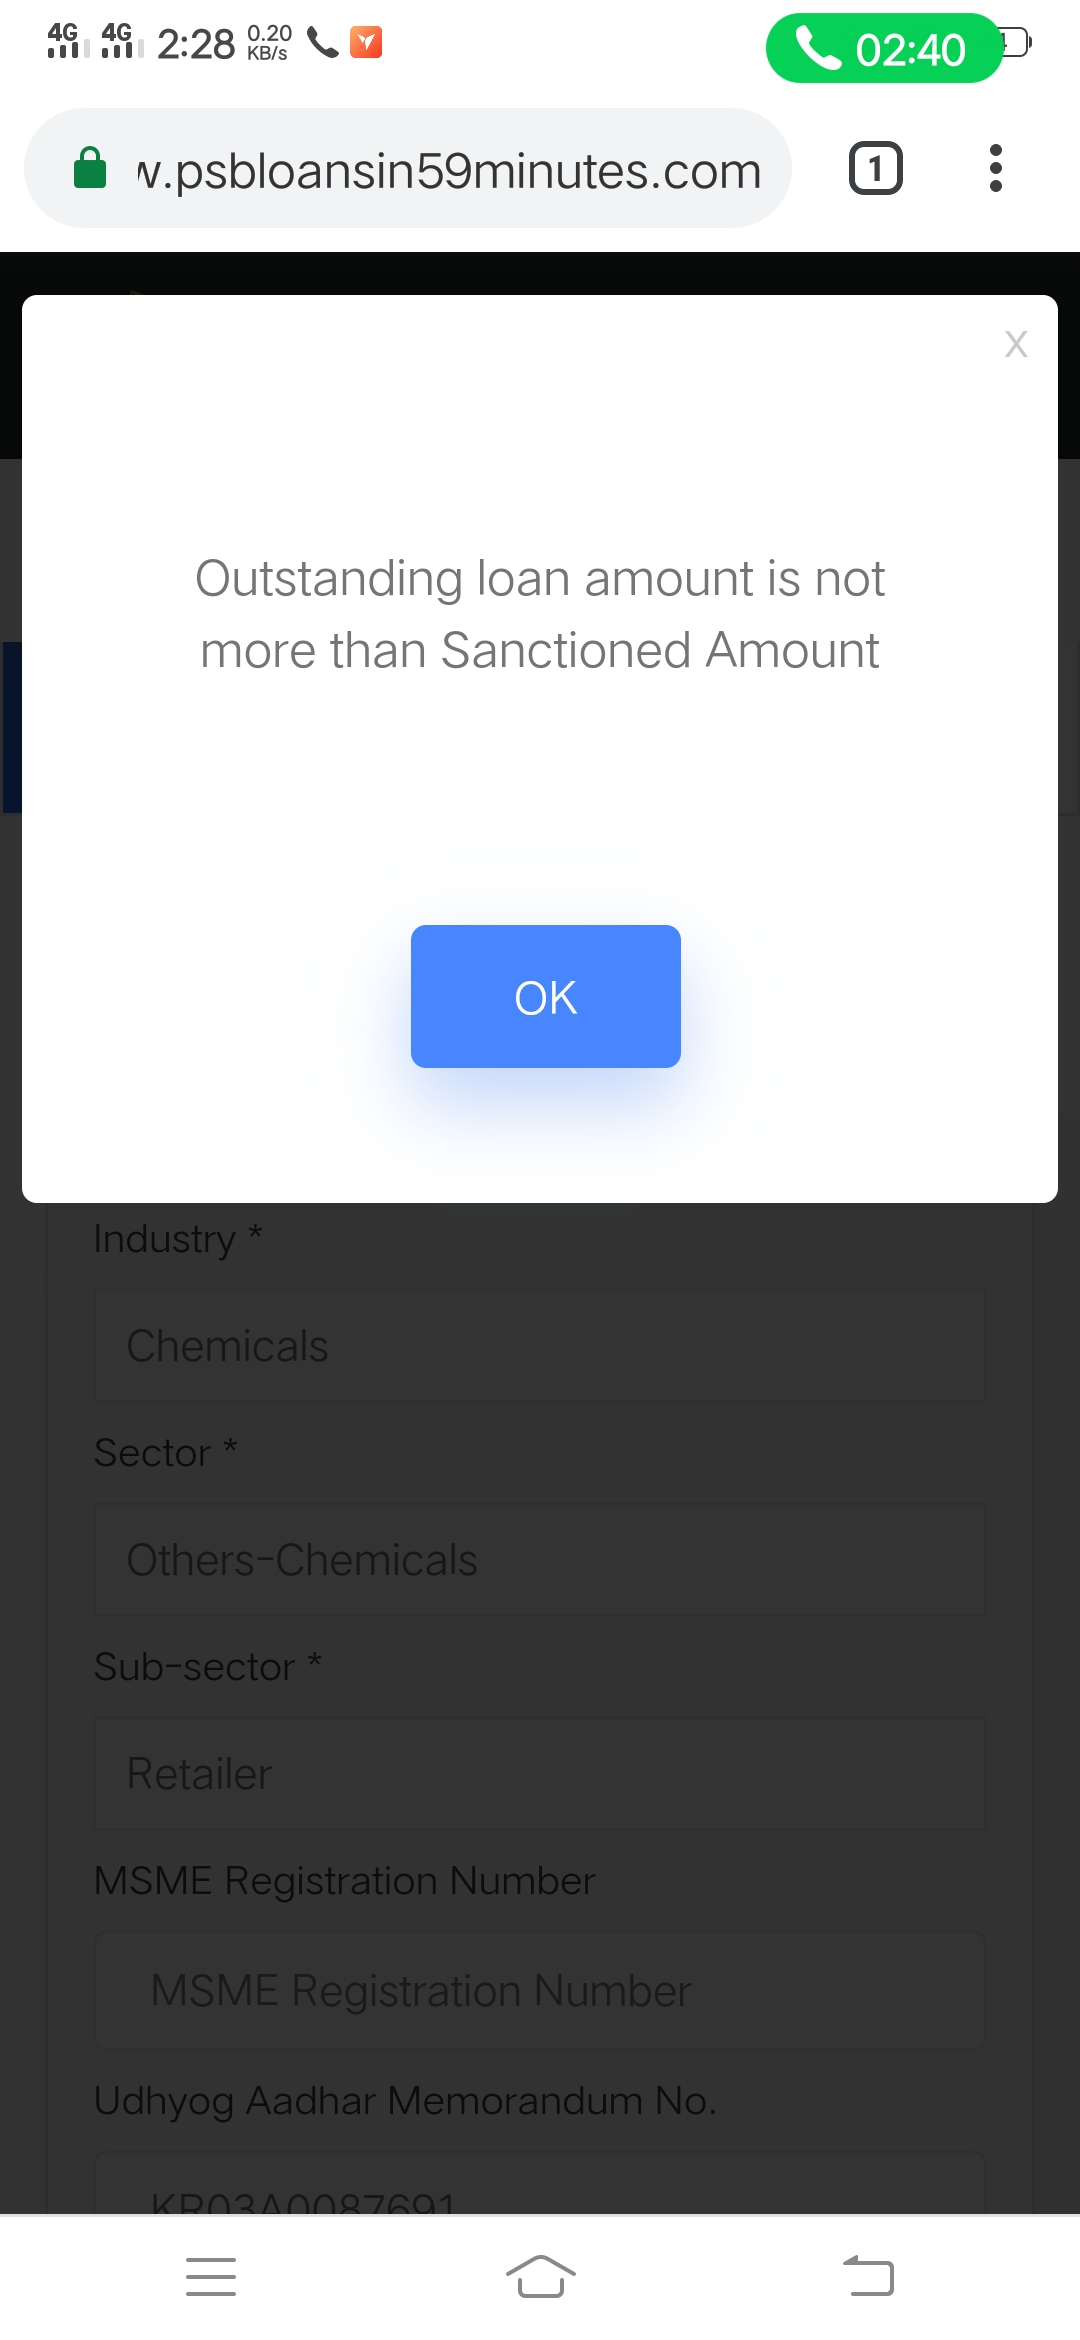 4G 4G 2:28 0.20 KB/s 02:40
w.psbloansin59minutes.com 1
X
Outstanding loan amount is not
more than Sanctioned Amount
OK
Industry *
Chemicals
Sector *
Others-Chemicals
Sub-sector *
Retailer
MSME Registration Number
MSME Registration Number
Udhyog Aadhar Memorandum No.
KR03A0087691